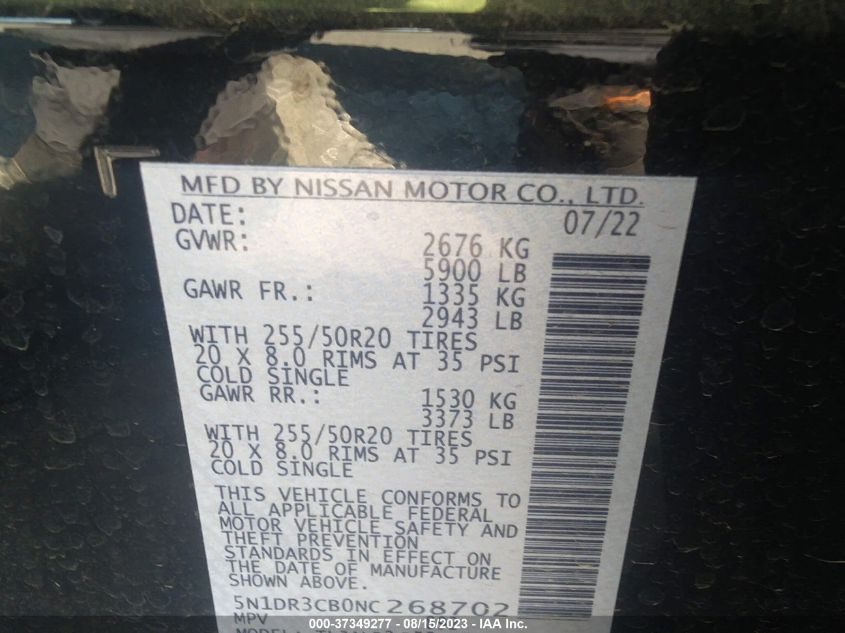 MFD BY NISSAN MOTOR CO., LTD.
DATE: 07/22
GVWR: 2676 KG
5900 LB
GAWR FR.: 1335 KG
2943 LB
WITH 255/50R20 TIRES
20 X 8.0 RIMS AT 35 PSI
COLD SINGLE
GAWR RR.: 1530 KG
3373 LB
WITH 255/50R20 TIRES
20 X 8.0 RIMS AT 35 PSI
COLD SINGLE
THIS VEHICLE CONFORMS TO
ALL APPLICABLE FEDERAL
MOTOR VEHICLE SAFETY AND
THEFT PREVENTION
STANDARDS IN EFFECT ON
THE DATE OF MANUFACTURE
SHOWN ABOVE.
5N1DR3CB0NC268702
MPV
000-37349277 - 08/15/2023 - IAA Inc.